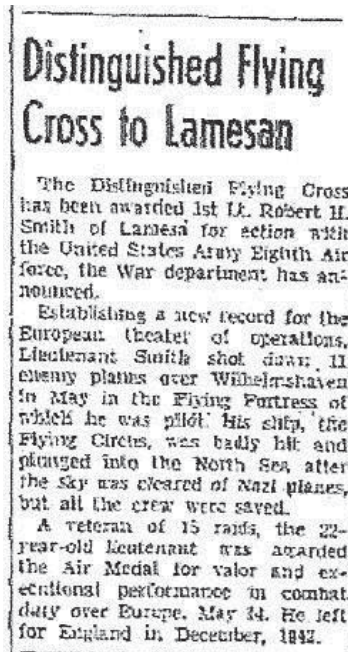 Distinguished Flying
Cross to Lamesan
The Distinguished Flying Cross
has been awarded 1st Lt. Robert H.
Smith of Lamesa for action with
the United States Army Eighth Air
force, the War department has an-
nounced.
Establishing a new record for the
European theater of operations,
Lieutenant Smith shot down 11
enemy planes over Wilhelmshaven
in May in the Flying Fortress of
which he was pilot. His ship, the
Flying Circus, was badly hit and
plunged into the North Sea after
the sky was cleared of Nazi planes,
but all the crew were saved.
A veteran of 15 raids, the 22-
year-old lieutenant was awarded
the Air Medal for valor and ex-
ceptional performance in combat
duty over Europe, May 14. He left
for England in December, 1942.